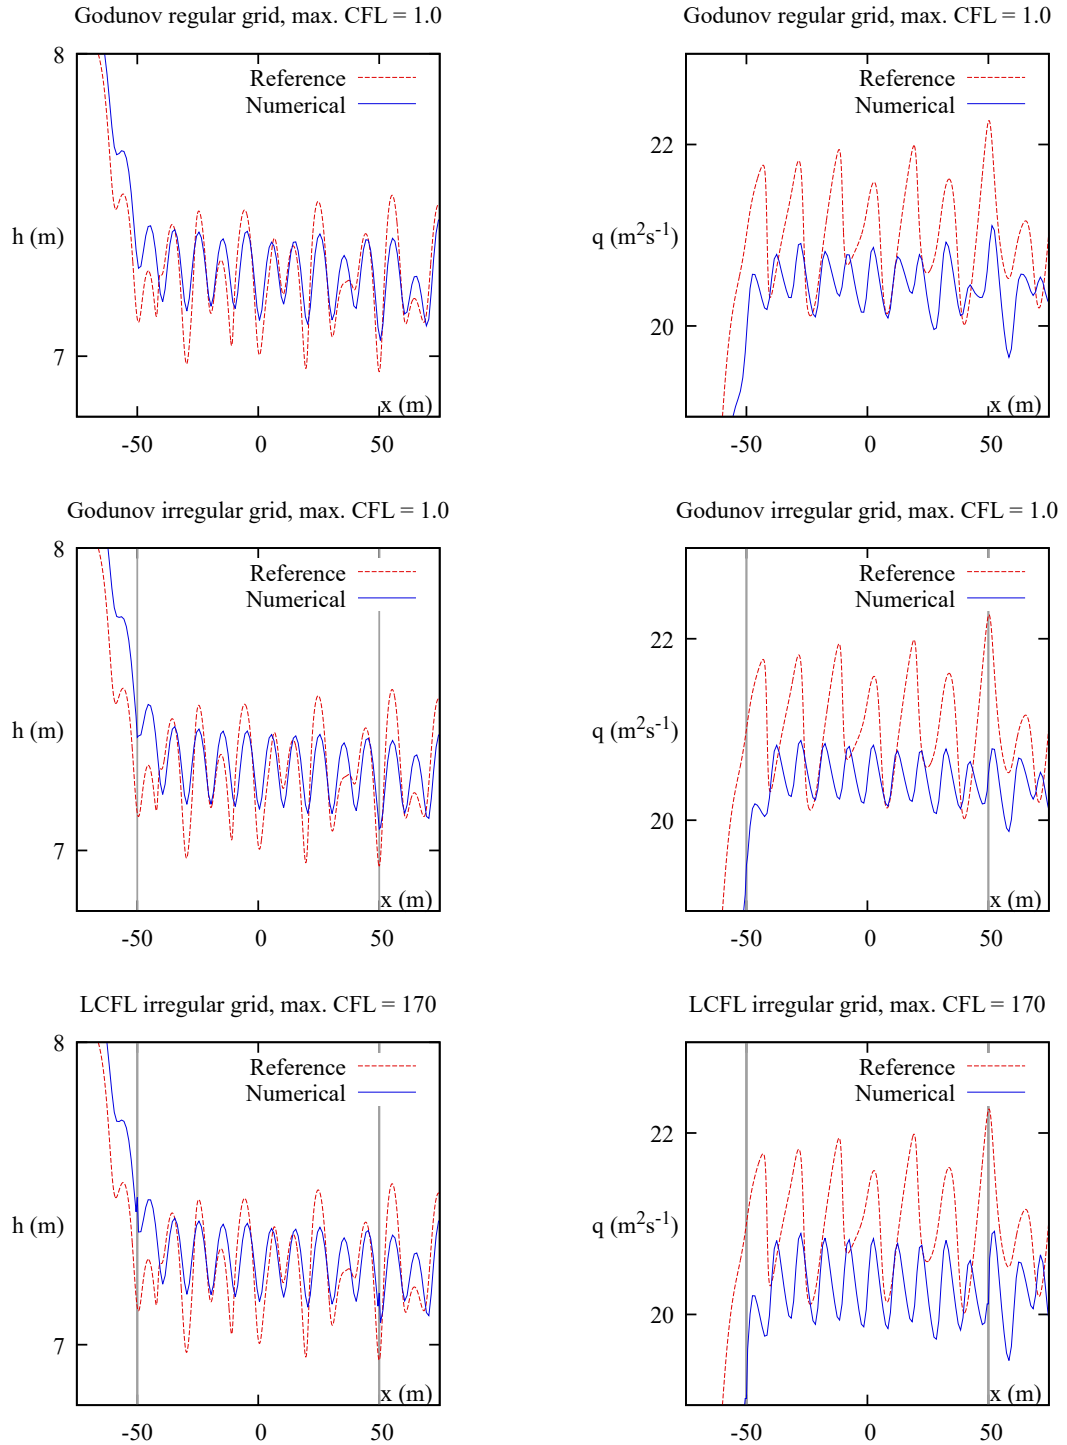 Godunov regular grid, max. CFL = 1.0
8
Reference
Numerical
h (m)
7
x (m)
-50 0 50
Godunov regular grid, max. CFL = 1.0
Reference
Numerical
22
q (m²s⁻¹)
20
x (m)
-50 0 50
Godunov irregular grid, max. CFL = 1.0
8
Reference
Numerical
h (m)
7
x (m)
-50 0 50
Godunov irregular grid, max. CFL = 1.0
Reference
Numerical
22
q (m²s⁻¹)
20
x (m)
-50 0 50
LCFL irregular grid, max. CFL = 170
8
Reference
Numerical
h (m)
7
x (m)
-50 0 50
LCFL irregular grid, max. CFL = 170
Reference
Numerical
22
q (m²s⁻¹)
20
x (m)
-50 0 50